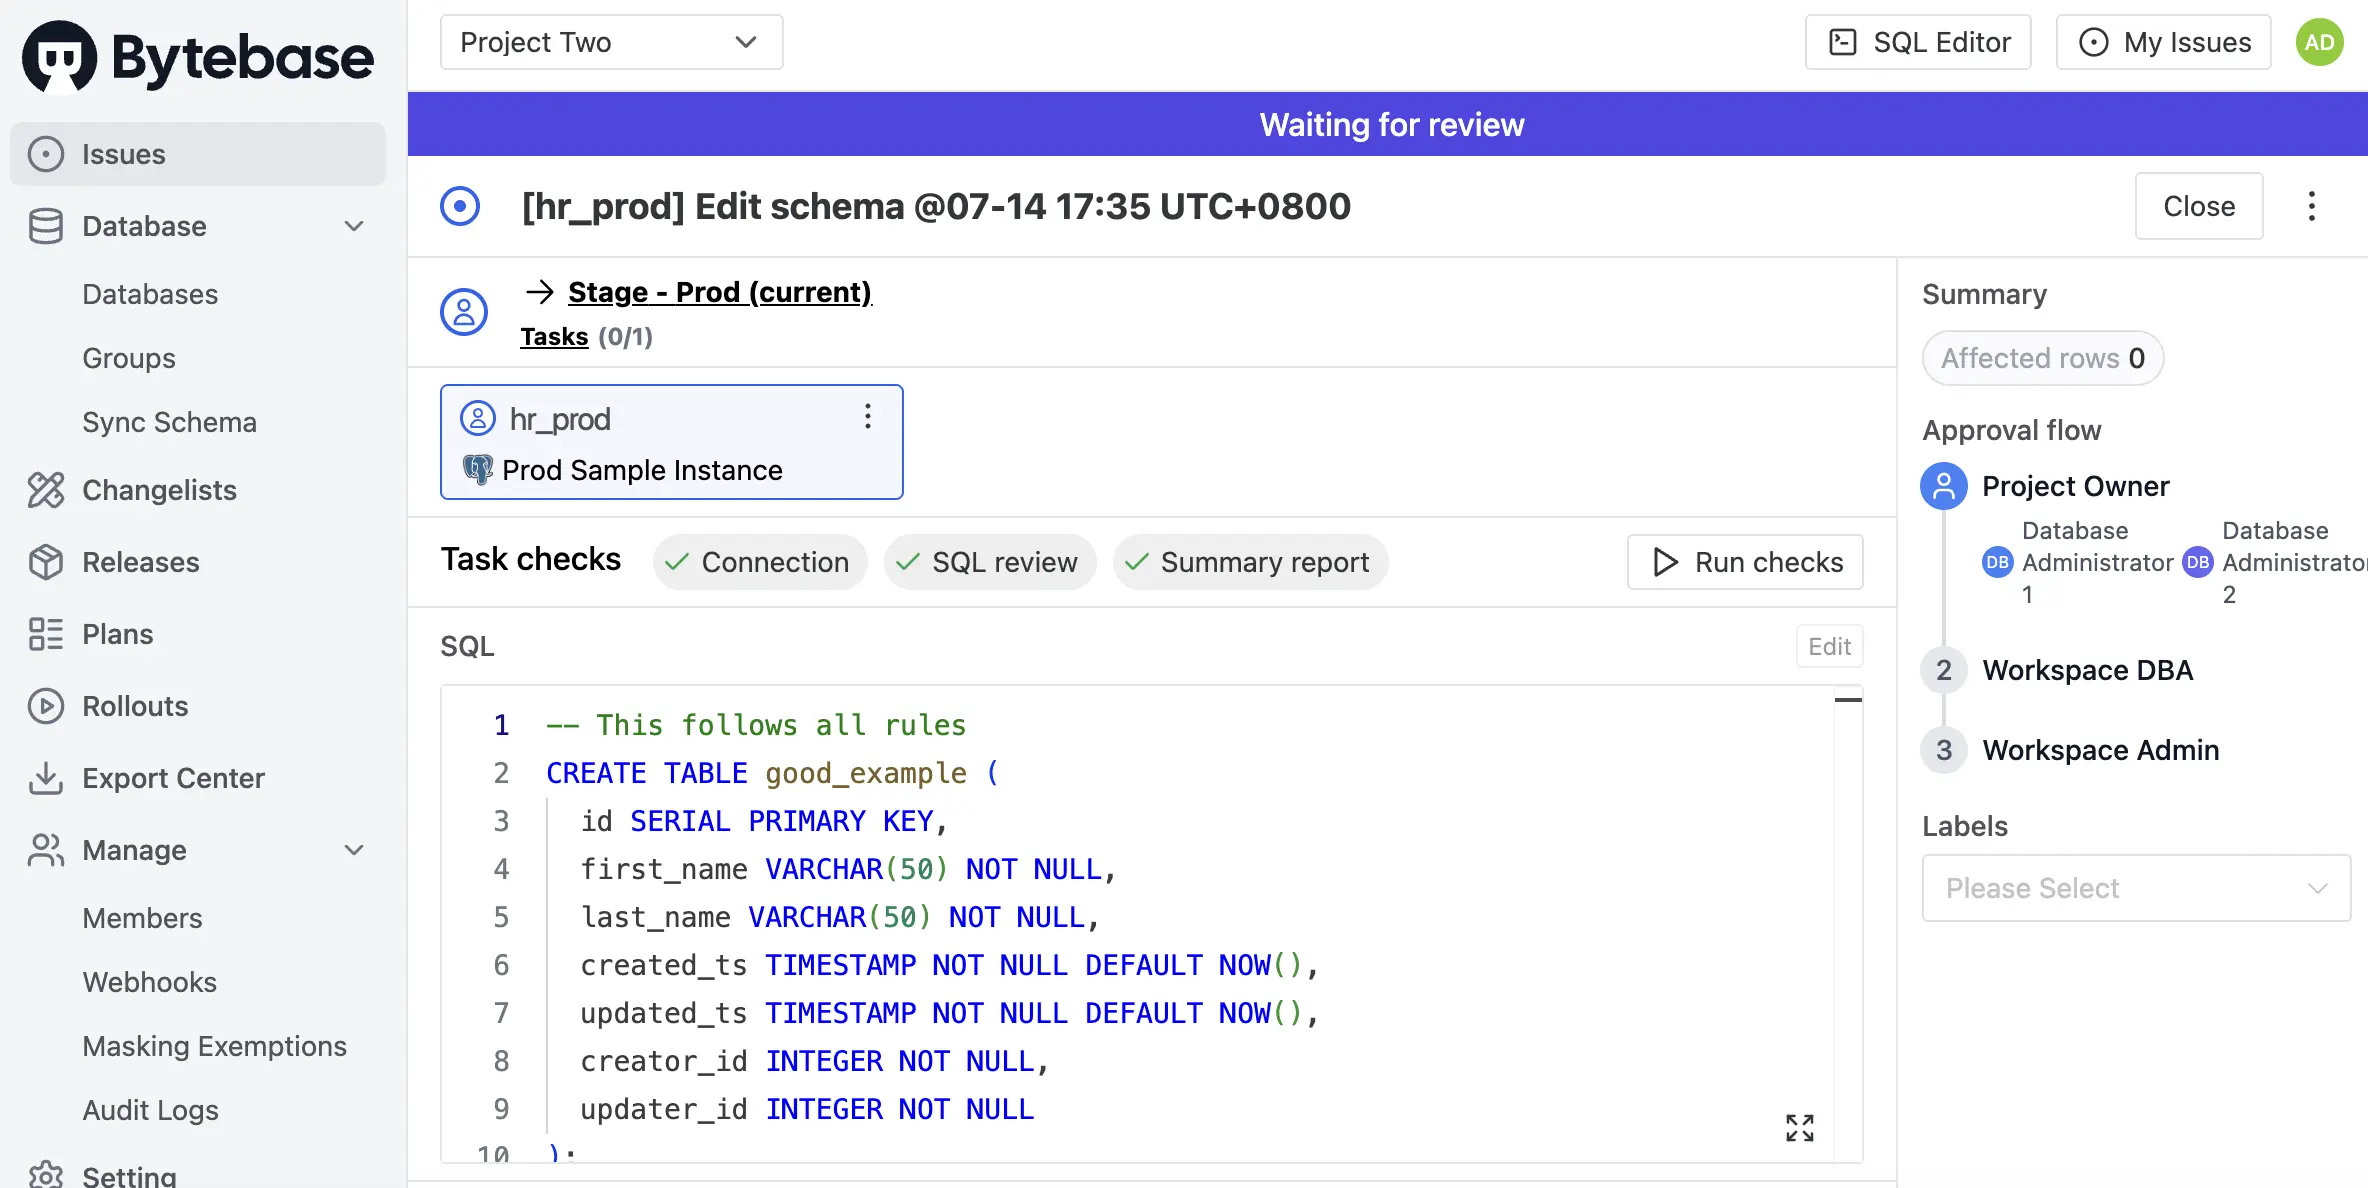 Bytebase
Project Two
SQL Editor
My Issues
AD
Issues
Database
Databases
Groups
Sync Schema
Changelists
Releases
Plans
Rollouts
Export Center
Manage
Members
Webhooks
Masking Exemptions
Audit Logs
Setting
Waiting for review
[hr_prod] Edit schema @07-14 17:35 UTC+0800
Close
→ Stage - Prod (current)
Tasks (0/1)
hr_prod
Prod Sample Instance
Task checks
Connection
SQL review
Summary report
Run checks
SQL
Edit
1 -- This follows all rules
2 CREATE TABLE good_example (
3 id SERIAL PRIMARY KEY,
4 first_name VARCHAR(50) NOT NULL,
5 last_name VARCHAR(50) NOT NULL,
6 created_ts TIMESTAMP NOT NULL DEFAULT NOW(),
7 updated_ts TIMESTAMP NOT NULL DEFAULT NOW(),
8 creator_id INTEGER NOT NULL,
9 updater_id INTEGER NOT NULL
10 );
Summary
Affected rows 0
Approval flow
Project Owner
DB Database Administrator 1
DB Database Administrator 2
2 Workspace DBA
3 Workspace Admin
Labels
Please Select